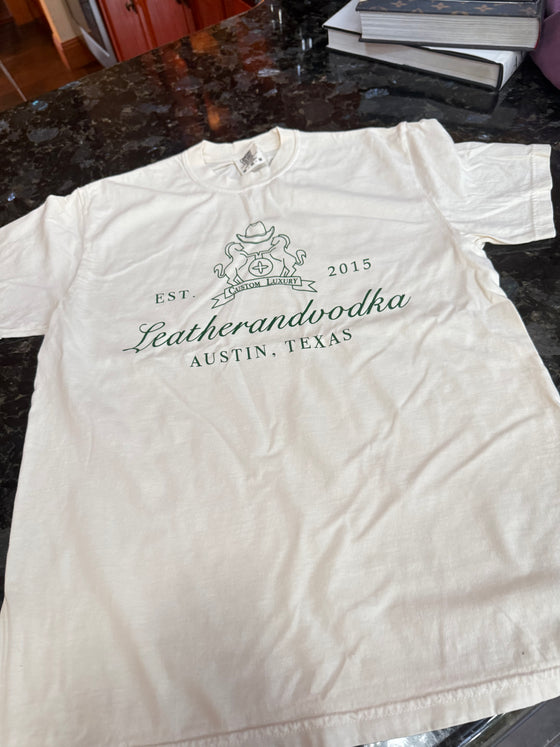 CUSTOM LUXURY
EST. 2015
Leatherandvodka
AUSTIN, TEXAS